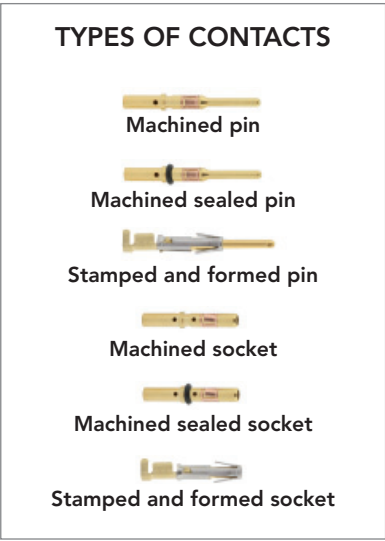 TYPES OF CONTACTS
Machined pin
Machined sealed pin
Stamped and formed pin
Machined socket
Machined sealed socket
Stamped and formed socket